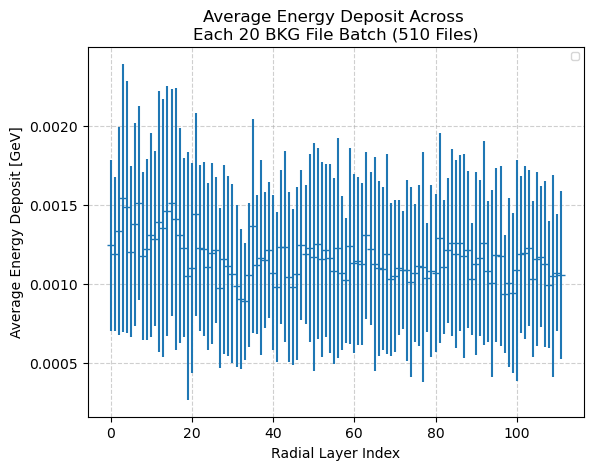 Average Energy Deposit Across
Each 20 BKG File Batch (510 Files)
Average Energy Deposit [GeV]
0.0020
0.0015
0.0010
0.0005
0 20 40 60 80 100
Radial Layer Index